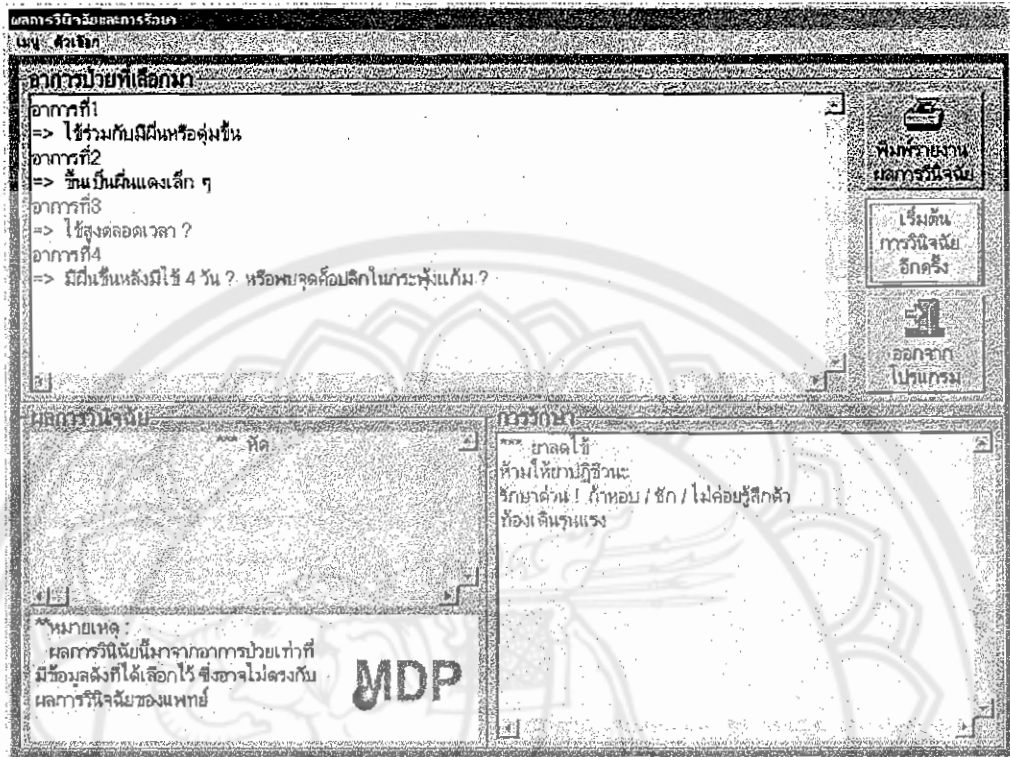 ผลการวินิจฉัยและการรักษา
เมนู ตัวเลือก
อาการป่วยที่เลือกมา
อาการที่1
=> ไข้ร่วมกับมีผื่นหรือตุ่มขึ้น
อาการที่2
=> ขึ้นเป็นผื่นแดงเล็ก ๆ
อาการที่3
=> ไข้สูงตลอดเวลา ?
อาการที่4
=> มีผื่นขึ้นหลังมีไข้ 4 วัน ? หรือพบจุดค็อปลิกในกระพุ้งแก้ม ?
พิมพ์รายงาน
ผลการวินิจฉัย
เริ่มต้น
การวินิจฉัย
อีกครั้ง
ออกจาก
โปรแกรม
ผลการวินิจฉัย
*** หัด
การรักษา
*** ยาลดไข้
ห้ามให้ยาปฏิชีวนะ
รักษาด่วน ! ถ้าหอบ / ชัก / ไม่ค่อยรู้สึกตัว
ท้องเดินรุนแรง
**หมายเหตุ :
ผลการวินิฉัยนี้มาจากอาการป่วยเท่าที่
มีข้อมูลดังที่ได้เลือกไว้ ซึ่งอาจไม่ตรงกับ
ผลการวินิจฉัยของแพทย์
MDP